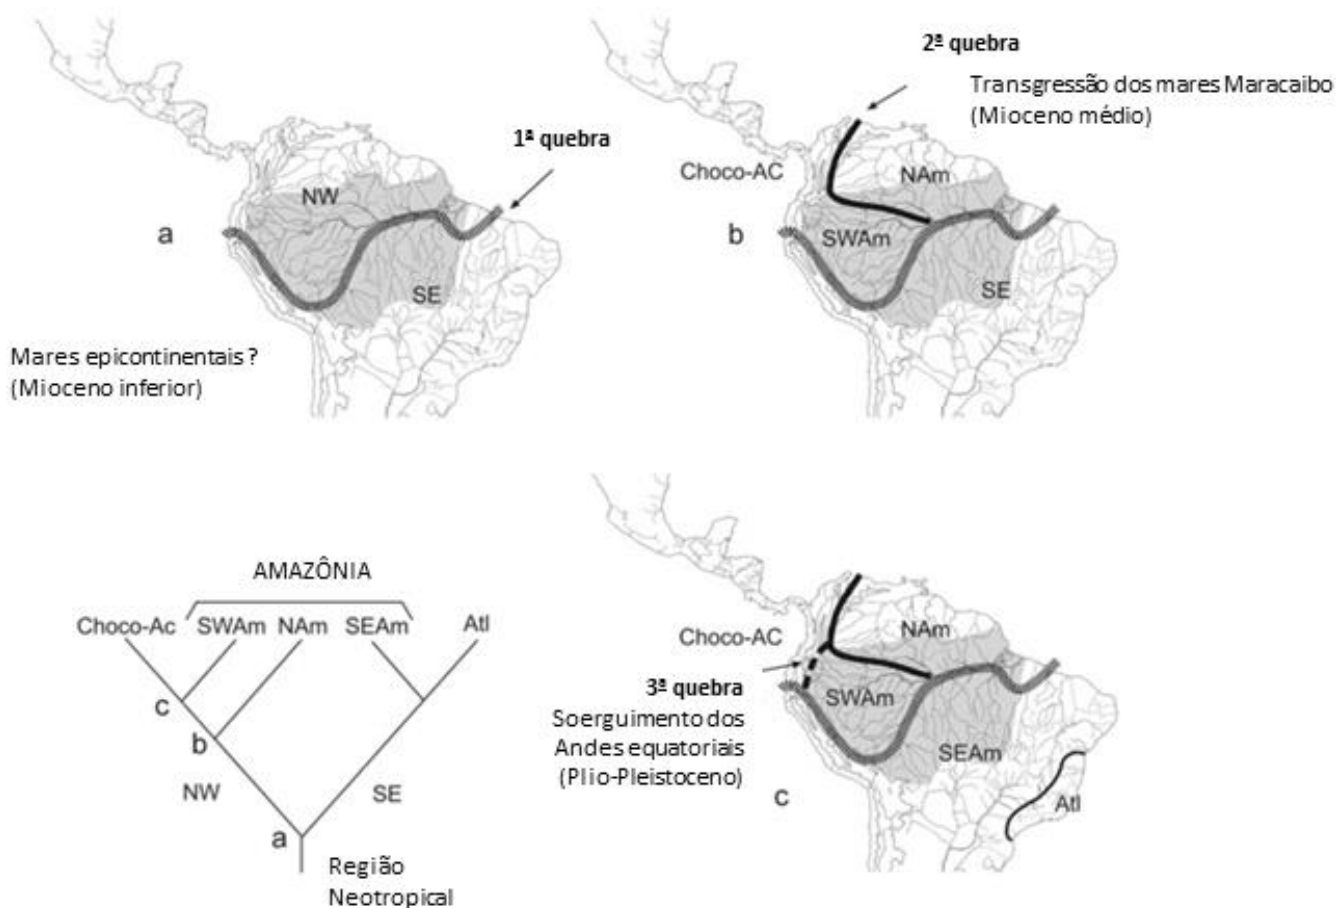 1ª quebra
NW
a
SE
Mares epicontinentais ?
(Mioceno inferior)
2ª quebra
Transgressão dos mares Maracaibo
(Mioceno médio)
Choco-AC
NAm
b
SWAm
SE
AMAZÔNIA
Choco-Ac SWAm NAm SEAm Atl
c
b
NW SE
a
Região
Neotropical
Choco-AC
NAm
3ª quebra
SWAm
Soerguimento dos
Andes equatoriais
(Plio-Pleistoceno)
SEAm
c
Atl